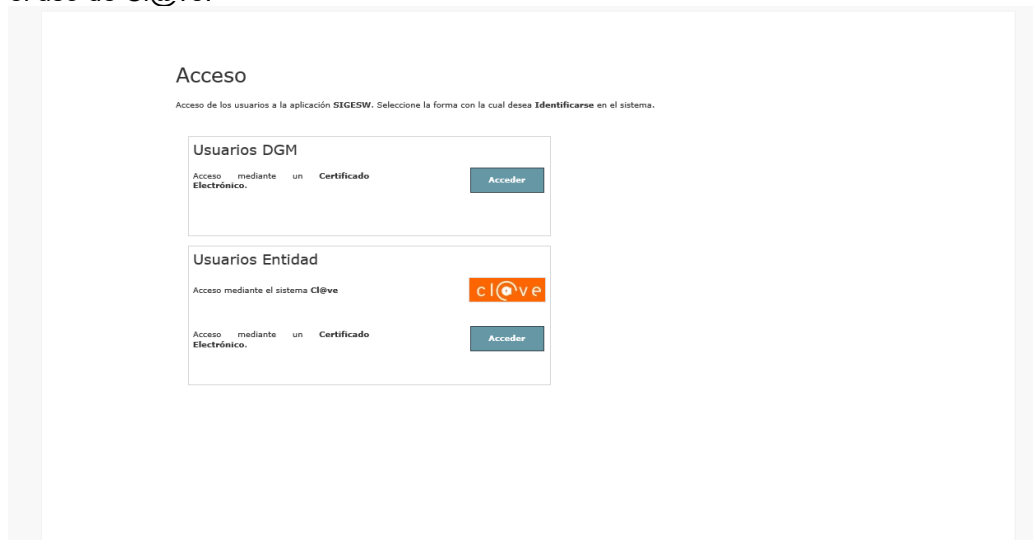 Acceso
Acceso de los usuarios a la aplicación SIGESW. Seleccione la forma con la cual desea Identificarse en el sistema.
Usuarios DGM
Acceso mediante un Certificado
Electrónico.
Acceder
Usuarios Entidad
Acceso mediante el sistema Cl@ve
cl@ve
Acceso mediante un Certificado
Electrónico.
Acceder